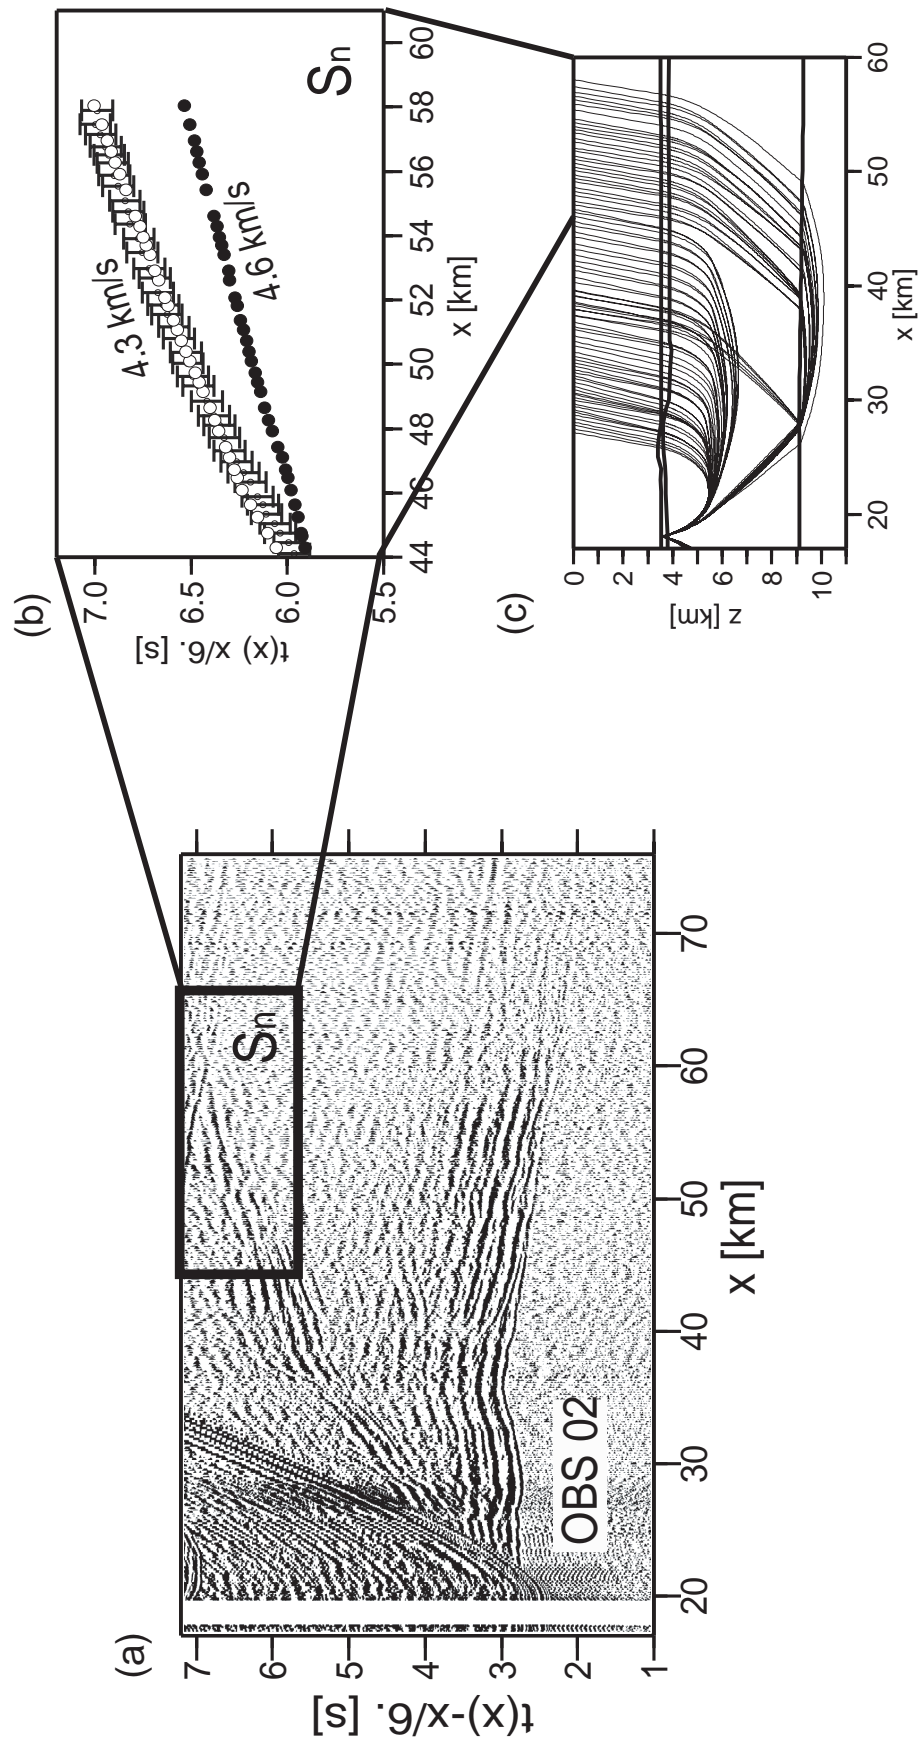 (a)
t(x)-x/6. [s]
7
6
5
4
3
2
1
Sn
OBS 02
20 30 40 50 60 70
x [km]
(b)
t(x) x/6. [s]
7.0
6.5
6.0
5.5
4.3 km/s
4.6 km/s
Sn
44 46 48 50 52 54 56 58 60
x [km]
(c)
z [km]
0
2
4
6
8
10
20 30 40 50 60
x [km]